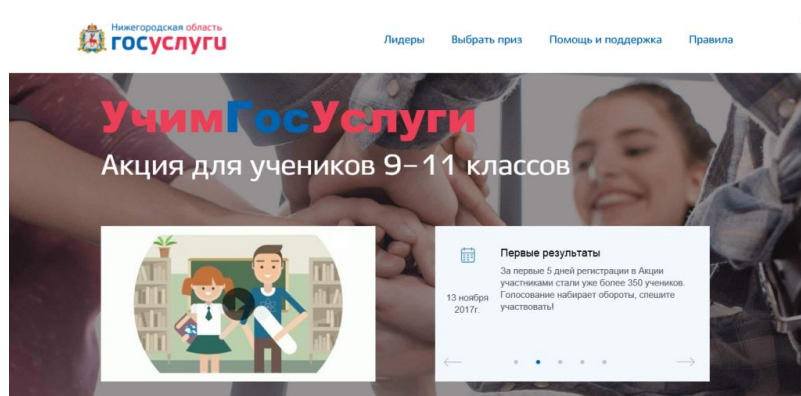 Нижегородская область
госуслуги
Лидеры Выбрать приз Помощь и поддержка Правила
УчимГосУслуги
Акция для учеников 9–11 классов
Первые результаты
За первые 5 дней регистрации в Акции
участниками стали уже более 350 учеников.
Голосование набирает обороты, спешите
участвовать!
13 ноября
2017г.